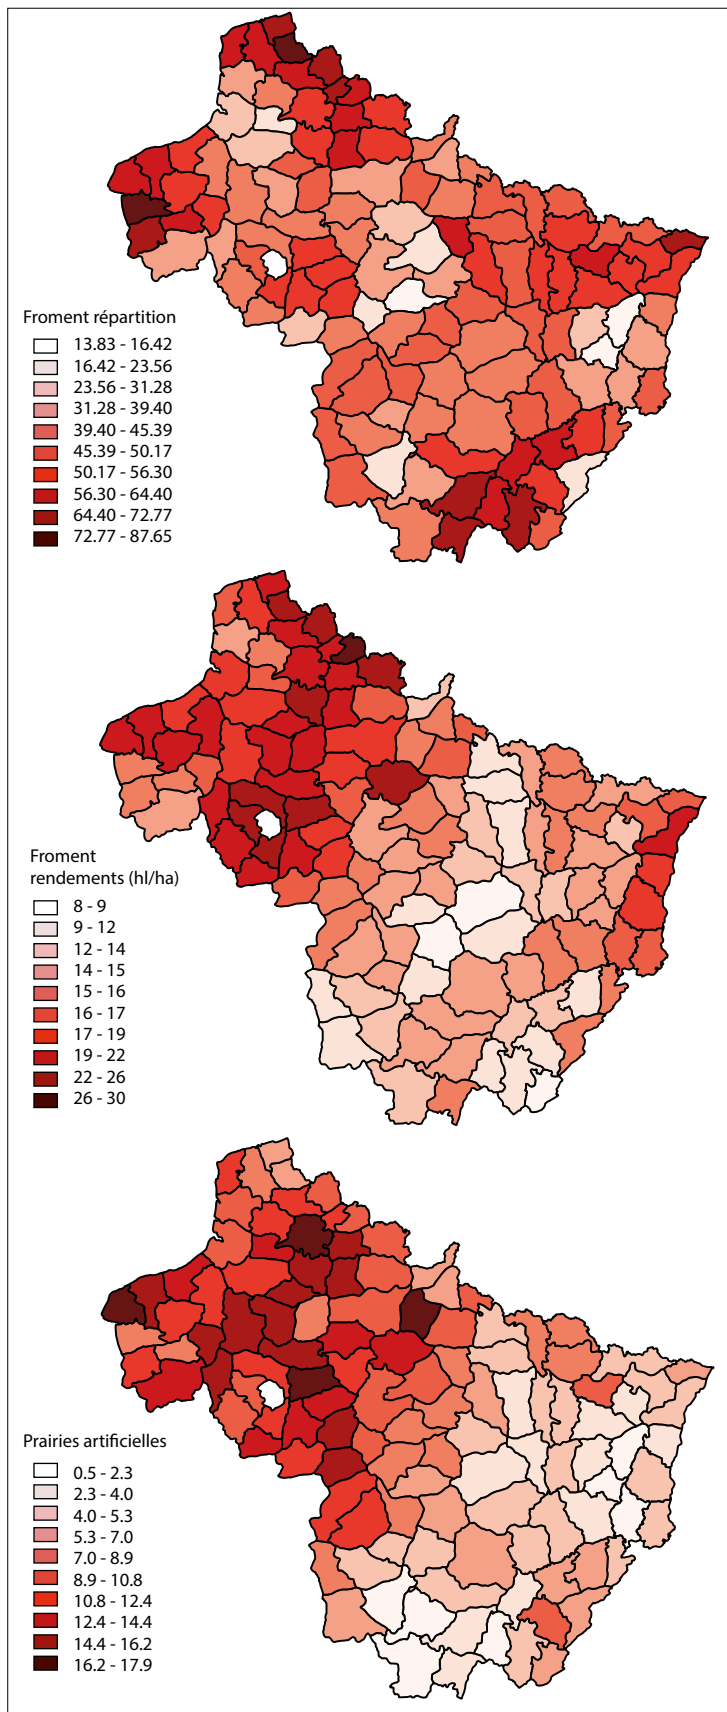 Froment répartition
13.83 - 16.42
16.42 - 23.56
23.56 - 31.28
31.28 - 39.40
39.40 - 45.39
45.39 - 50.17
50.17 - 56.30
56.30 - 64.40
64.40 - 72.77
72.77 - 87.65
Froment
rendements (hl/ha)
8 - 9
9 - 12
12 - 14
14 - 15
15 - 16
16 - 17
17 - 19
19 - 22
22 - 26
26 - 30
Prairies artificielles
0.5 - 2.3
2.3 - 4.0
4.0 - 5.3
5.3 - 7.0
7.0 - 8.9
8.9 - 10.8
10.8 - 12.4
12.4 - 14.4
14.4 - 16.2
16.2 - 17.9